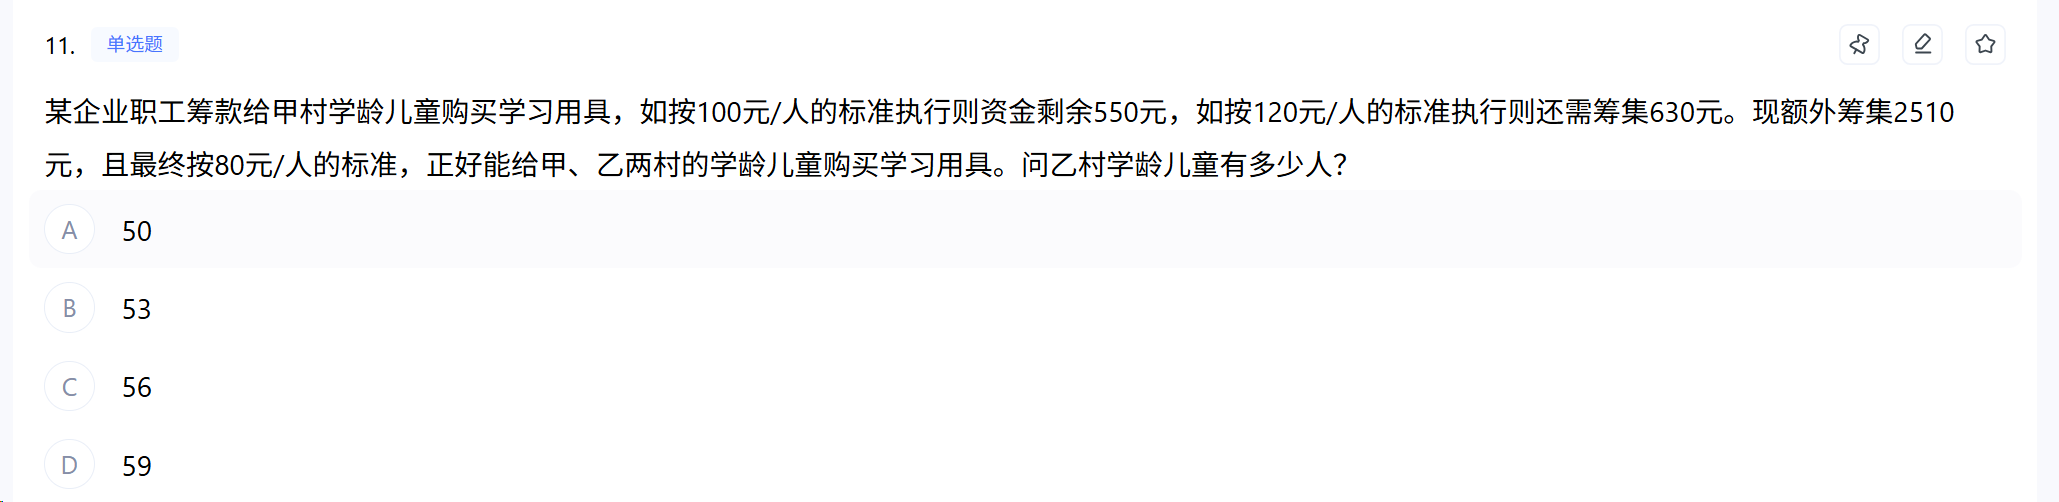 11. 单选题
某企业职工筹款给甲村学龄儿童购买学习用具，如按100元/人的标准执行则资金剩余550元，如按120元/人的标准执行则还需筹集630元。现额外筹集2510
元，且最终按80元/人的标准，正好能给甲、乙两村的学龄儿童购买学习用具。问乙村学龄儿童有多少人？
A 50
B 53
C 56
D 59